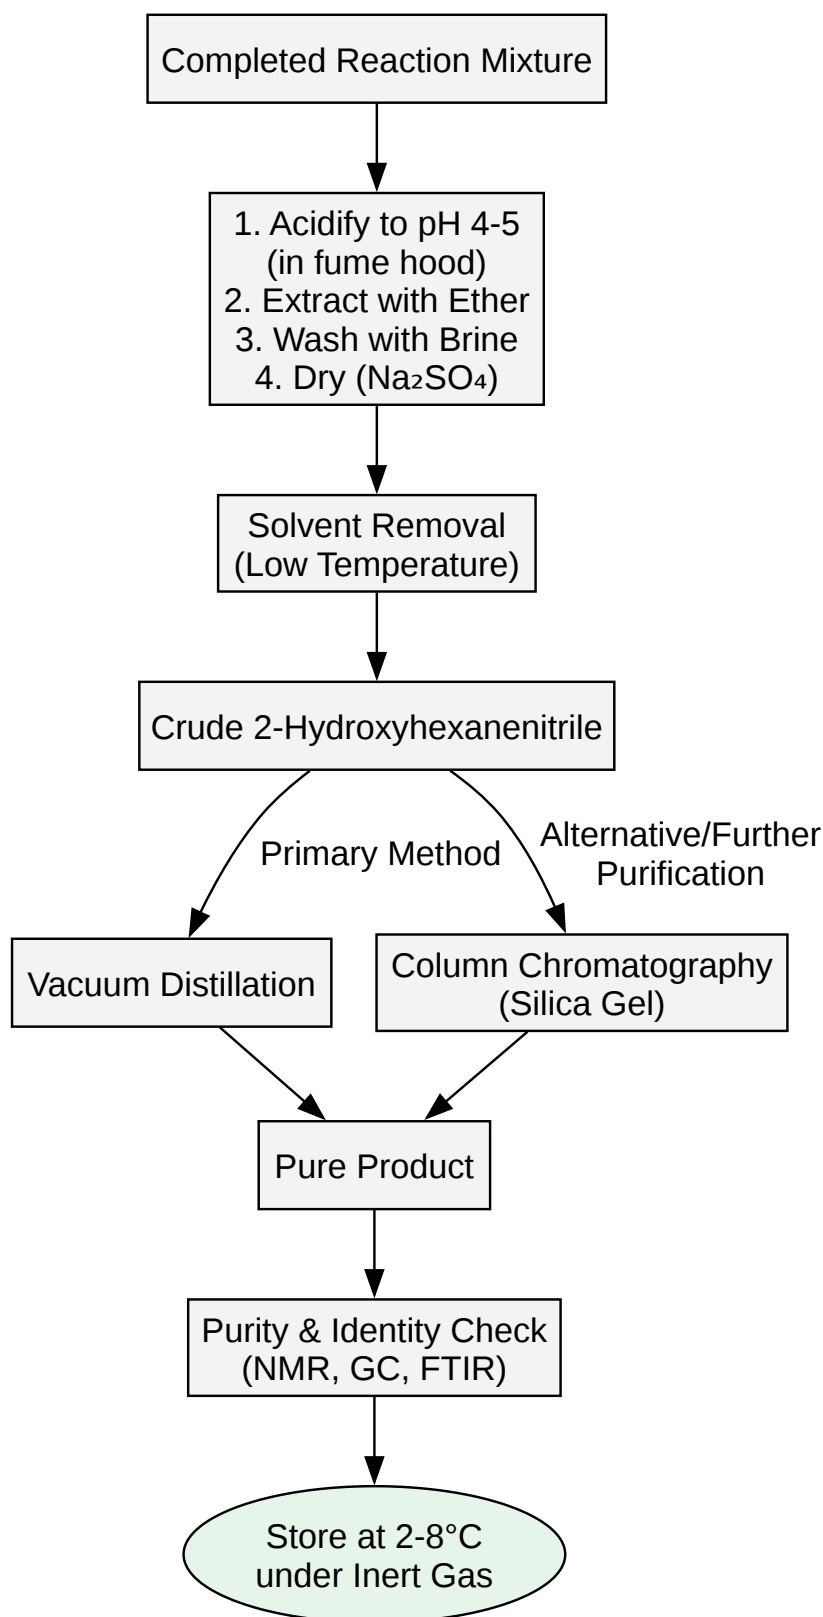 Completed Reaction Mixture
1. Acidify to pH 4-5
(in fume hood)
2. Extract with Ether
3. Wash with Brine
4. Dry (Na₂SO₄)
Solvent Removal
(Low Temperature)
Crude 2-Hydroxyhexanenitrile
Primary Method
Alternative/Further
Purification
Vacuum Distillation
Column Chromatography
(Silica Gel)
Pure Product
Purity & Identity Check
(NMR, GC, FTIR)
Store at 2-8°C
under Inert Gas